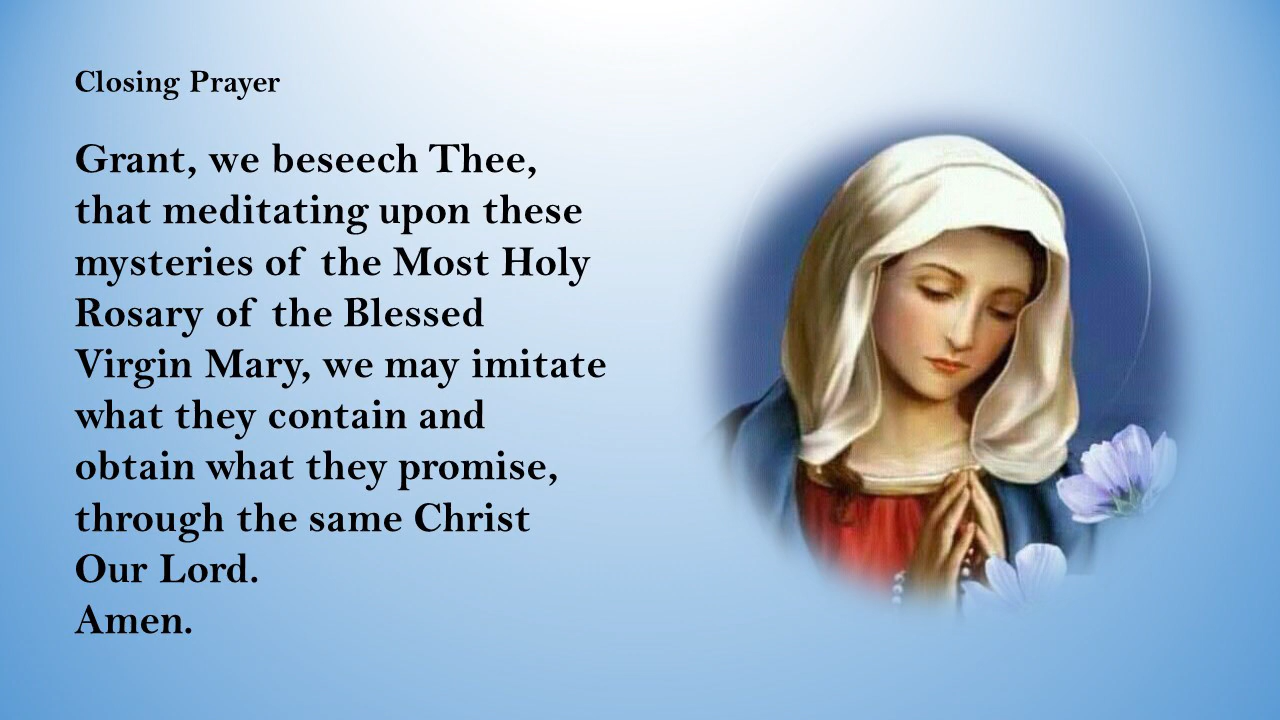 Closing Prayer
Grant, we beseech Thee,
that meditating upon these
mysteries of the Most Holy
Rosary of the Blessed
Virgin Mary, we may imitate
what they contain and
obtain what they promise,
through the same Christ
Our Lord.
Amen.